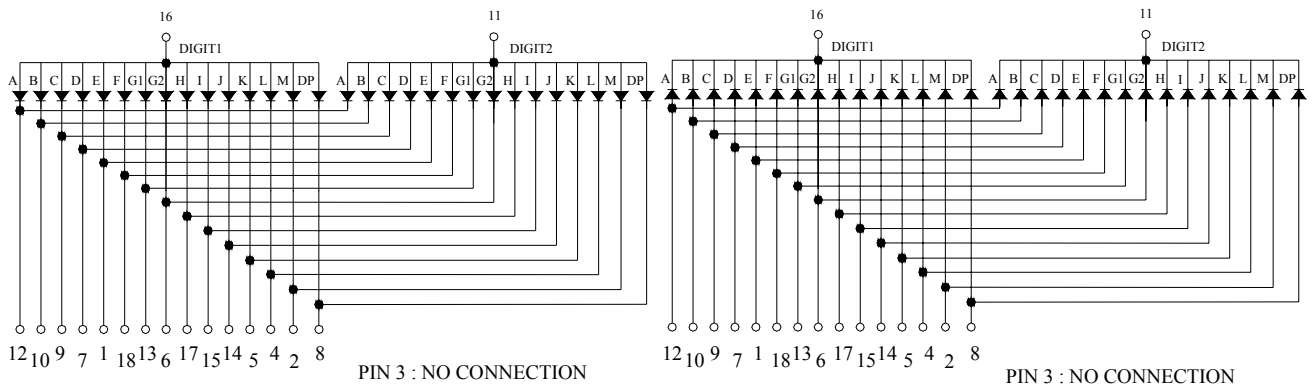 16
11
DIGIT1
DIGIT2
A B C D E F G1 G2 H I J K L M DP
A B C D E F G1 G2 H I J K L M DP
12 10 9 7 1 18 13 6 17 15 14 5 4 2 8
PIN 3 : NO CONNECTION
16
11
DIGIT1
DIGIT2
A B C D E F G1 G2 H I J K L M DP
A B C D E F G1 G2 H I J K L M DP
12 10 9 7 1 18 13 6 17 15 14 5 4 2 8
PIN 3 : NO CONNECTION